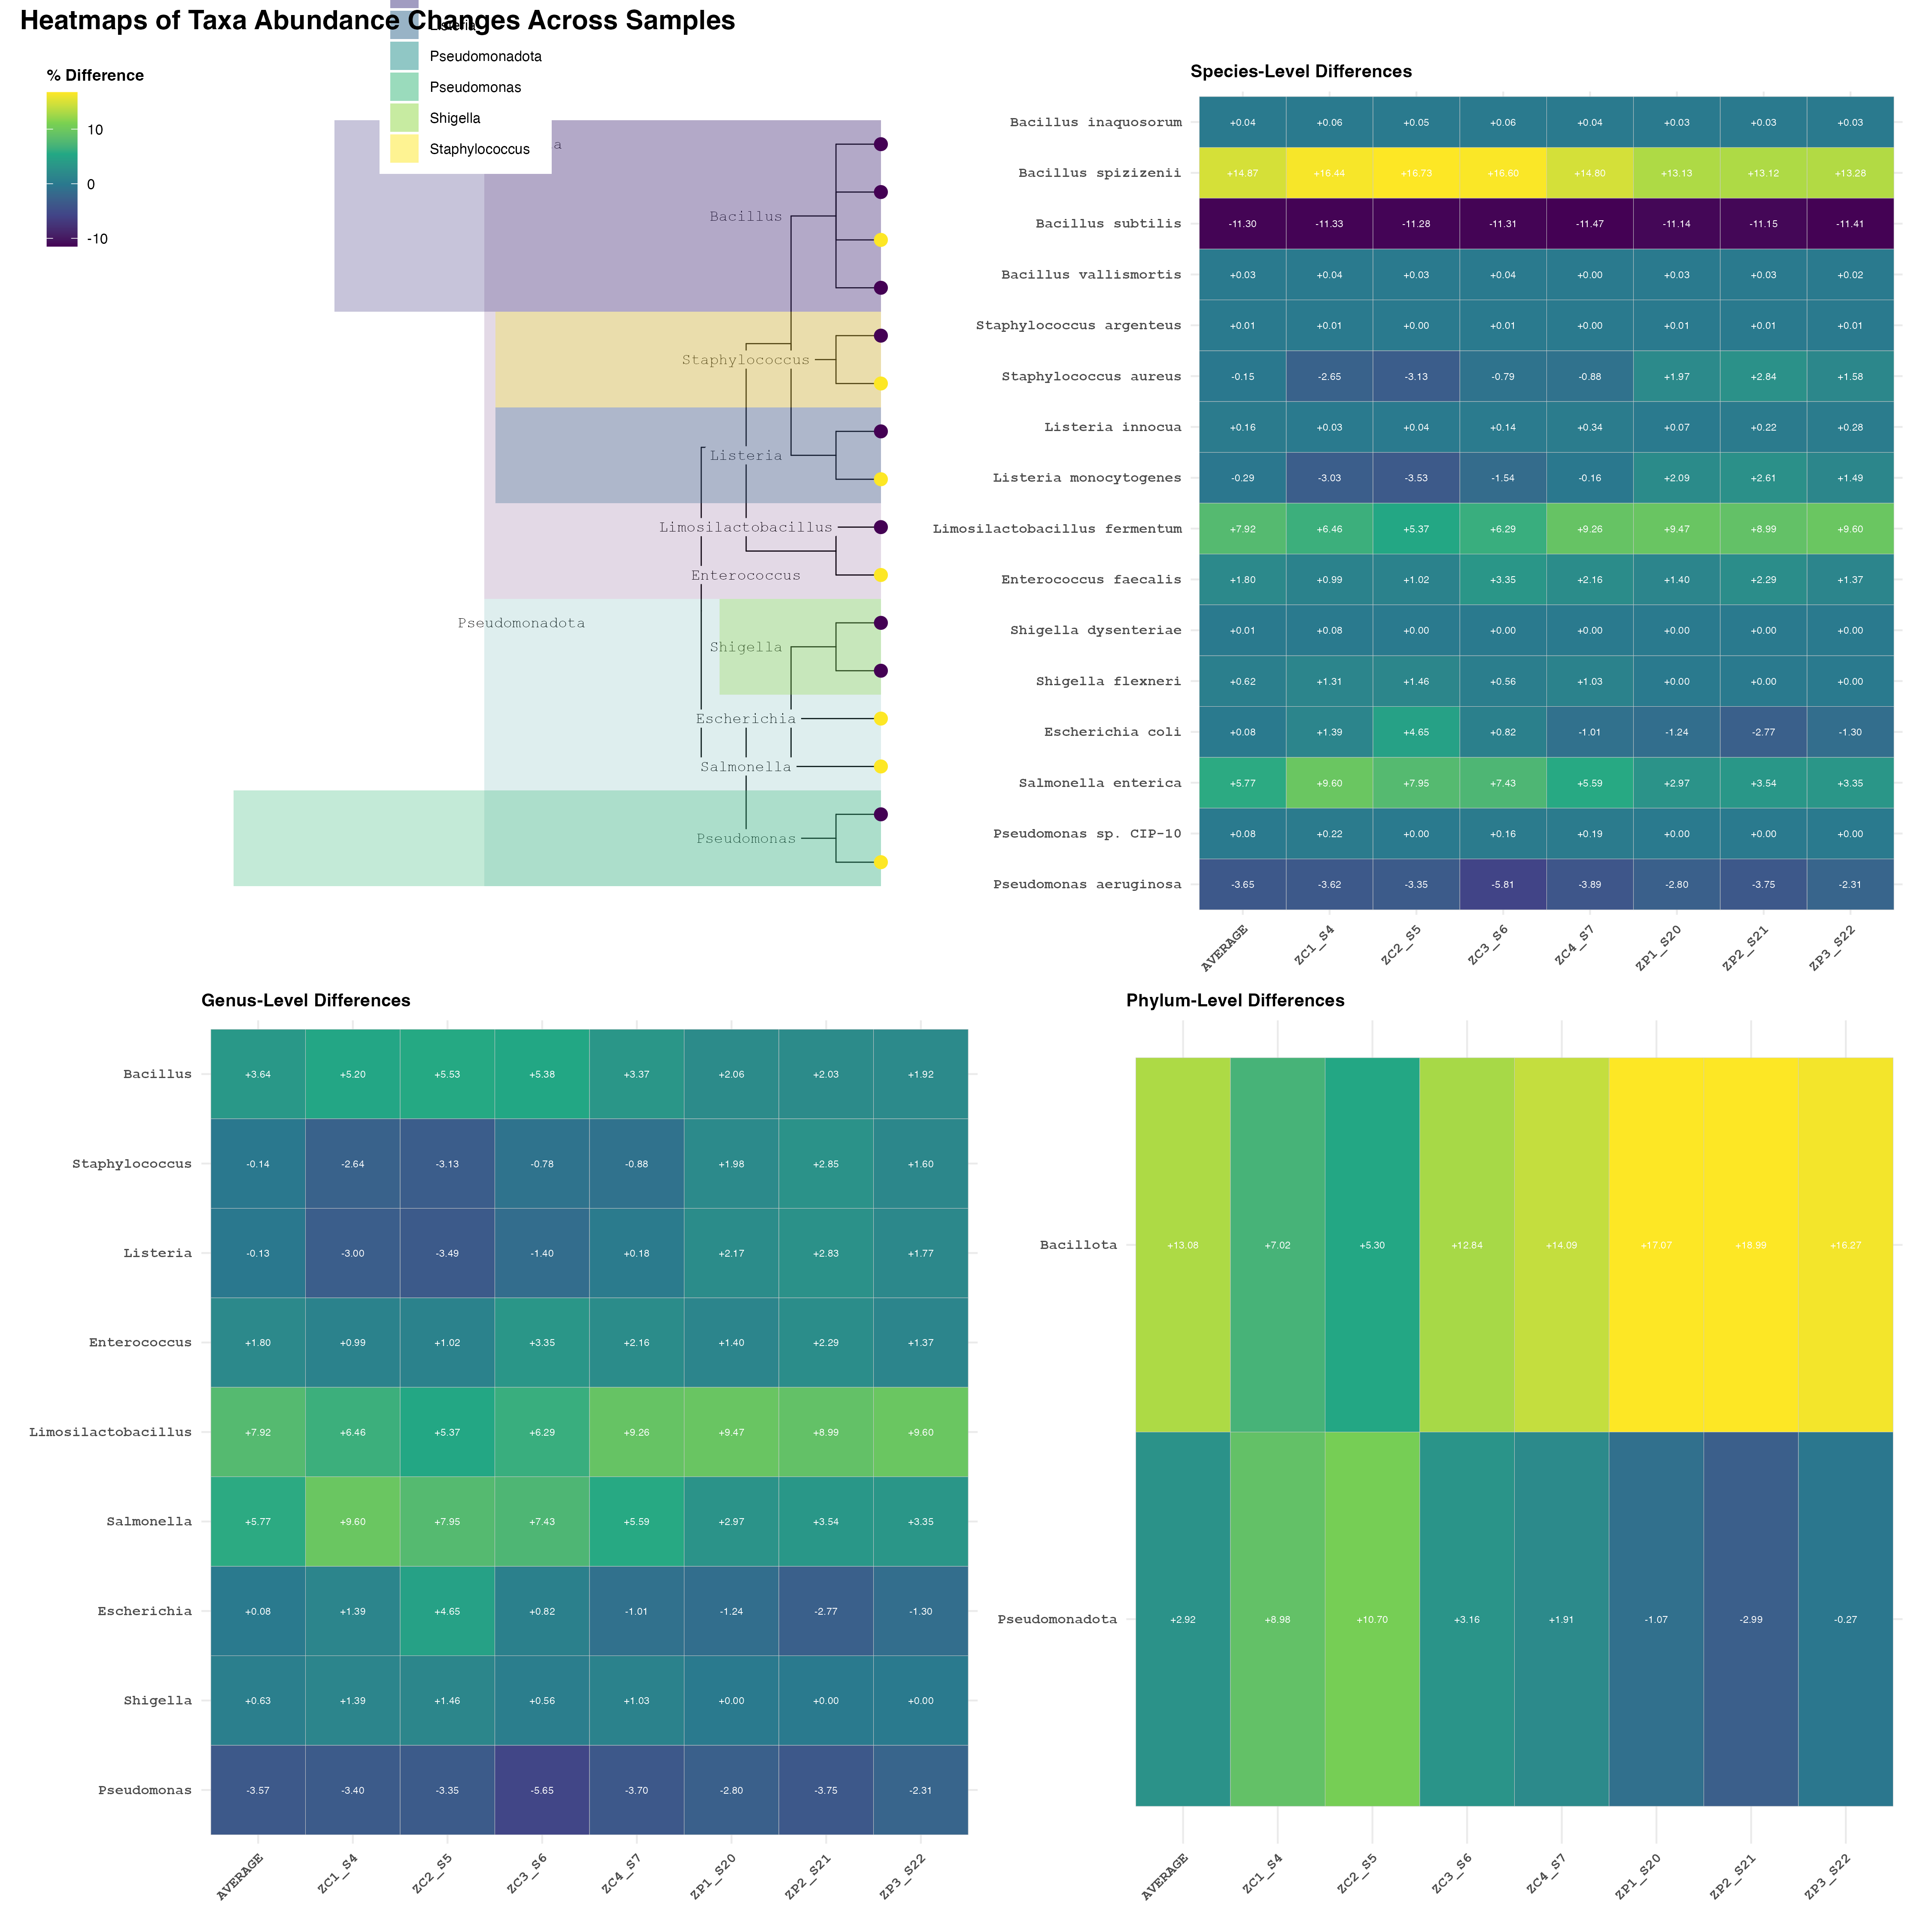 Heatmaps of Taxa Abundance Changes Across Samples
% Difference
10
0
-10
Listeria
Pseudomonadota
Pseudomonas
Shigella
Staphylococcus
a
Bacillus
Staphylococcus
Listeria
Limosilactobacillus
Enterococcus
Pseudomonadota
Shigella
Escherichia
Salmonella
Pseudomonas
Species-Level Differences
Bacillus inaquosorum +0.04 +0.06 +0.05 +0.06 +0.04 +0.03 +0.03 +0.03
Bacillus spizizenii +14.87 +16.44 +16.73 +16.60 +14.80 +13.13 +13.12 +13.28
Bacillus subtilis -11.30 -11.33 -11.28 -11.31 -11.47 -11.14 -11.15 -11.41
Bacillus vallismortis +0.03 +0.04 +0.03 +0.04 +0.00 +0.03 +0.03 +0.02
Staphylococcus argenteus +0.01 +0.01 +0.00 +0.01 +0.00 +0.01 +0.01 +0.01
Staphylococcus aureus -0.15 -2.65 -3.13 -0.79 -0.88 +1.97 +2.84 +1.58
Listeria innocua +0.16 +0.03 +0.04 +0.14 +0.34 +0.07 +0.22 +0.28
Listeria monocytogenes -0.29 -3.03 -3.53 -1.54 -0.16 +2.09 +2.61 +1.49
Limosilactobacillus fermentum +7.92 +6.46 +5.37 +6.29 +9.26 +9.47 +8.99 +9.60
Enterococcus faecalis +1.80 +0.99 +1.02 +3.35 +2.16 +1.40 +2.29 +1.37
Shigella dysenteriae +0.01 +0.08 +0.00 +0.00 +0.00 +0.00 +0.00 +0.00
Shigella flexneri +0.62 +1.31 +1.46 +0.56 +1.03 +0.00 +0.00 +0.00
Escherichia coli +0.08 +1.39 +4.65 +0.82 -1.01 -1.24 -2.77 -1.30
Salmonella enterica +5.77 +9.60 +7.95 +7.43 +5.59 +2.97 +3.54 +3.35
Pseudomonas sp. CIP-10 +0.08 +0.22 +0.00 +0.16 +0.19 +0.00 +0.00 +0.00
Pseudomonas aeruginosa -3.65 -3.62 -3.35 -5.81 -3.89 -2.80 -3.75 -2.31
AVERAGE ZC1_S4 ZC2_S5 ZC3_S6 ZC4_S7 ZP1_S20 ZP2_S21 ZP3_S22
Genus-Level Differences
Bacillus +3.64 +5.20 +5.53 +5.38 +3.37 +2.06 +2.03 +1.92
Staphylococcus -0.14 -2.64 -3.13 -0.78 -0.88 +1.98 +2.85 +1.60
Listeria -0.13 -3.00 -3.49 -1.40 +0.18 +2.17 +2.83 +1.77
Enterococcus +1.80 +0.99 +1.02 +3.35 +2.16 +1.40 +2.29 +1.37
Limosilactobacillus +7.92 +6.46 +5.37 +6.29 +9.26 +9.47 +8.99 +9.60
Salmonella +5.77 +9.60 +7.95 +7.43 +5.59 +2.97 +3.54 +3.35
Escherichia +0.08 +1.39 +4.65 +0.82 -1.01 -1.24 -2.77 -1.30
Shigella +0.63 +1.39 +1.46 +0.56 +1.03 +0.00 +0.00 +0.00
Pseudomonas -3.57 -3.40 -3.35 -5.65 -3.70 -2.80 -3.75 -2.31
AVERAGE ZC1_S4 ZC2_S5 ZC3_S6 ZC4_S7 ZP1_S20 ZP2_S21 ZP3_S22
Phylum-Level Differences
Bacillota +13.08 +7.02 +5.30 +12.84 +14.09 +17.07 +18.99 +16.27
Pseudomonadota +2.92 +8.98 +10.70 +3.16 +1.91 -1.07 -2.99 -0.27
AVERAGE ZC1_S4 ZC2_S5 ZC3_S6 ZC4_S7 ZP1_S20 ZP2_S21 ZP3_S22